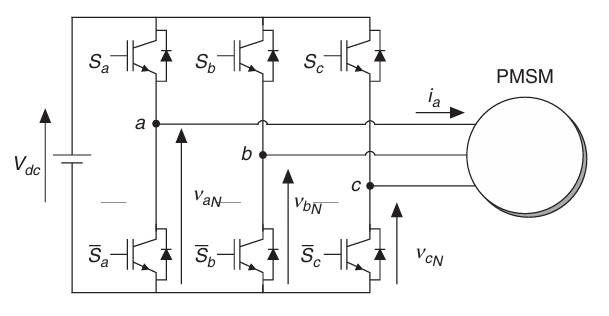 S_a
S_b
S_c
PMSM
i_a
a
b
V_dc
c
v_aN
v_bN
S̅_a
S̅_b
S̅_c
v_cN